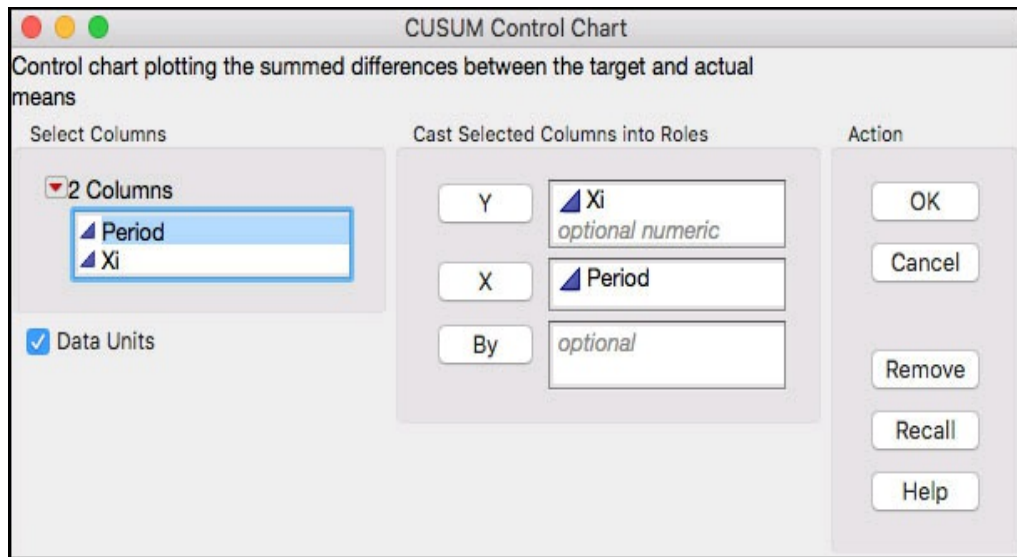 CUSUM Control Chart
Control chart plotting the summed differences between the target and actual
means
Select Columns
2 Columns
Period
Xi
Data Units
Cast Selected Columns into Roles
Y
Xi
optional numeric
X
Period
By
optional
Action
OK
Cancel
Remove
Recall
Help